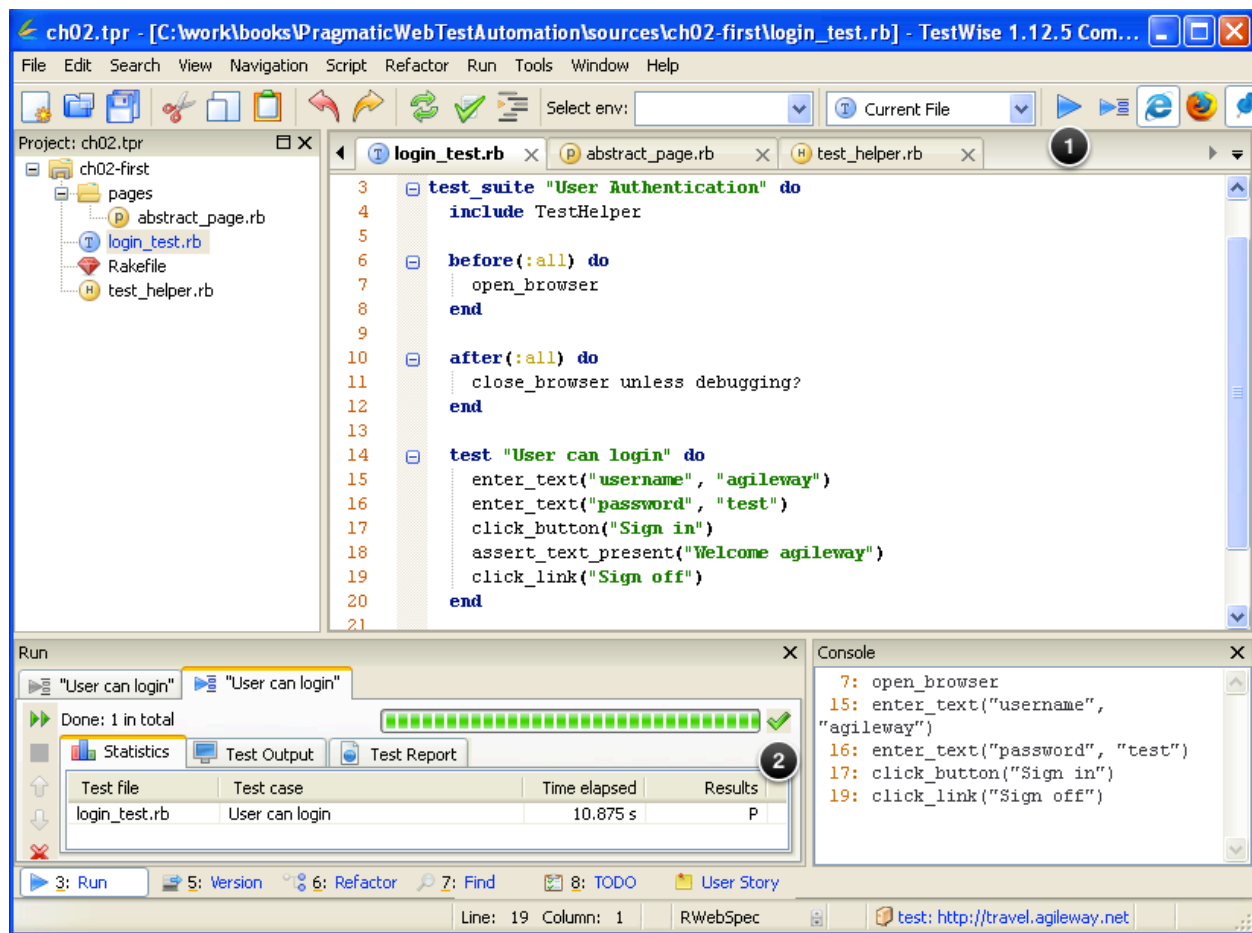 ch02.tpr - [C:\work\books\PragmaticWebTestAutomation\sources\ch02-first\login_test.rb] - TestWise 1.12.5 Com...
File Edit Search View Navigation Script Refactor Run Tools Window Help
Select env: T Current File
Project: ch02.tpr
ch02-first
pages
P abstract_page.rb
T login_test.rb
Rakefile
H test_helper.rb
T login_test.rb P abstract_page.rb H test_helper.rb 1
3 test_suite "User Authentication" do
4 include TestHelper
5
6 before(:all) do
7 open_browser
8 end
9
10 after(:all) do
11 close_browser unless debugging?
12 end
13
14 test "User can login" do
15 enter_text("username", "agileway")
16 enter_text("password", "test")
17 click_button("Sign in")
18 assert_text_present("Welcome agileway")
19 click_link("Sign off")
20 end
21
Run
"User can login" "User can login"
Done: 1 in total
Statistics Test Output Test Report 2
Test file Test case Time elapsed Results
login_test.rb User can login 10.875 s P
Console
7: open_browser
15: enter_text("username",
"agileway")
16: enter_text("password", "test")
17: click_button("Sign in")
19: click_link("Sign off")
3: Run 5: Version 6: Refactor 7: Find 8: TODO User Story
Line: 19 Column: 1 RWebSpec test: http://travel.agileway.net